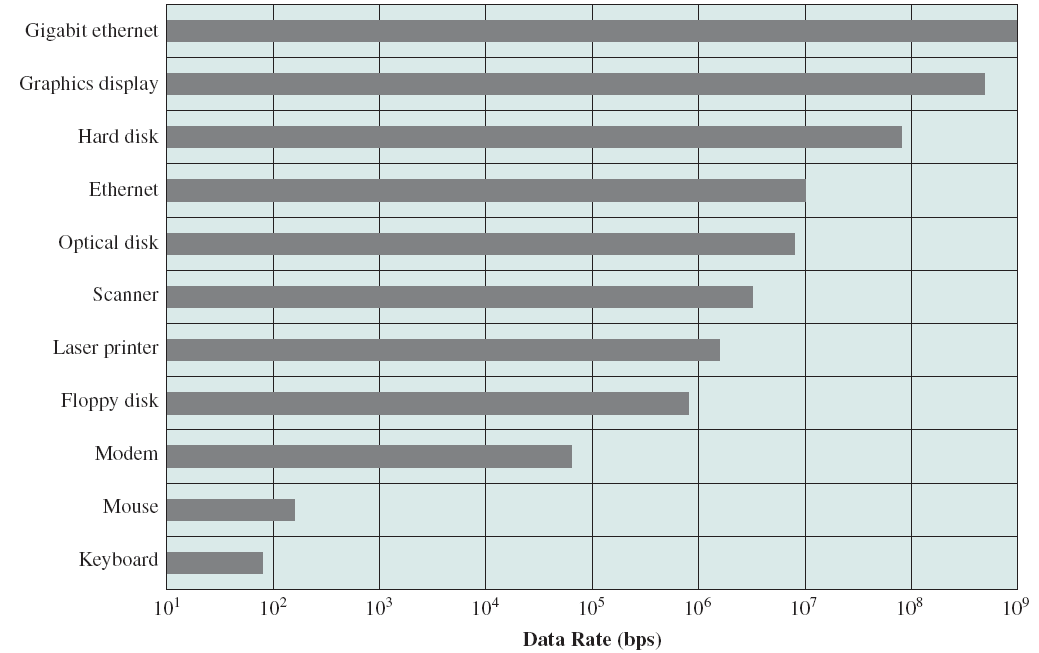 Gigabit ethernet
Graphics display
Hard disk
Ethernet
Optical disk
Scanner
Laser printer
Floppy disk
Modem
Mouse
Keyboard
10¹ 10² 10³ 10⁴ 10⁵ 10⁶ 10⁷ 10⁸ 10⁹
Data Rate (bps)